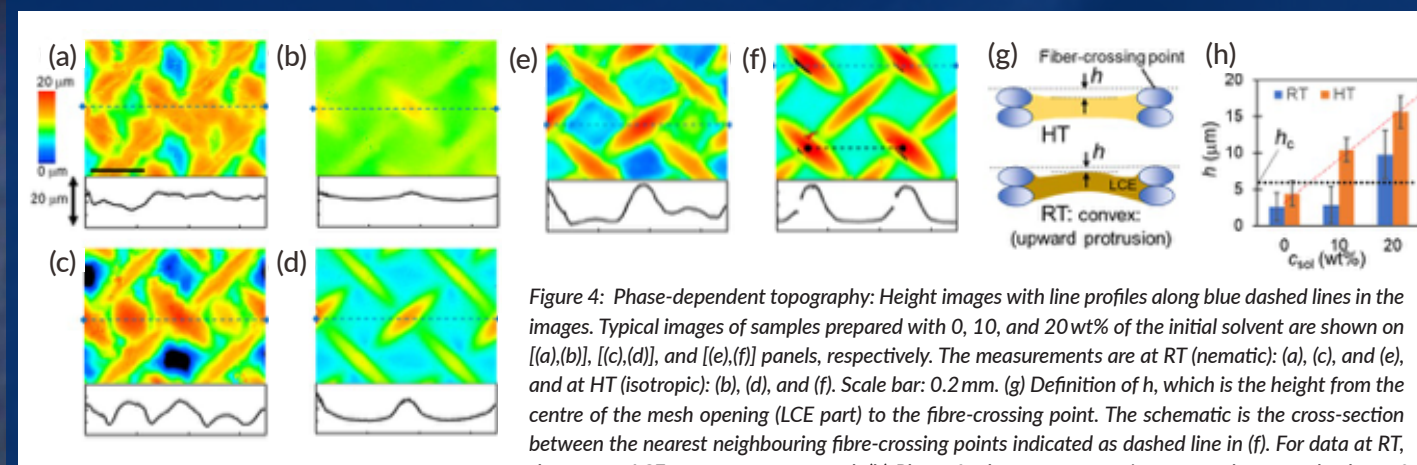 (a)
(b)
20 μm
0 μm
20 μm
(c)
(d)
(e)
(f)
(g)
Fiber-crossing point
h
HT
h
LCE
RT: convex:
(upward protrusion)
(h)
RT HT
20
15
10
5
0
h (μm)
hc
0 10 20
csol (wt%)
Figure 4: Phase-dependent topography: Height images with line profiles along blue dashed lines in the
images. Typical images of samples prepared with 0, 10, and 20 wt% of the initial solvent are shown on
[(a),(b)], [(c),(d)], and [(e),(f)] panels, respectively. The measurements are at RT (nematic): (a), (c), and (e),
and at HT (isotropic): (b), (d), and (f). Scale bar: 0.2 mm. (g) Definition of h, which is the height from the
centre of the mesh opening (LCE part) to the fibre-crossing point. The schematic is the cross-section
between the nearest neighbouring fibre-crossing points indicated as dashed line in (f). For data at RT,